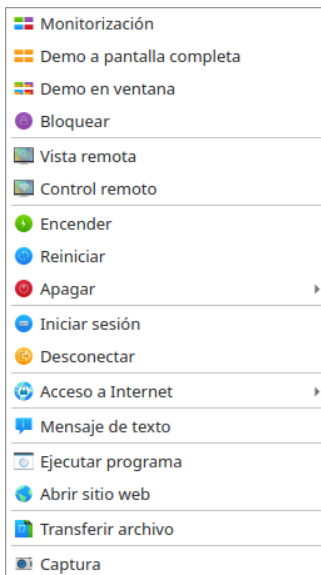 Monitorización
Demo a pantalla completa
Demo en ventana
Bloquear
Vista remota
Control remoto
Encender
Reiniciar
Apagar
Iniciar sesión
Desconectar
Acceso a Internet
Mensaje de texto
Ejecutar programa
Abrir sitio web
Transferir archivo
Captura